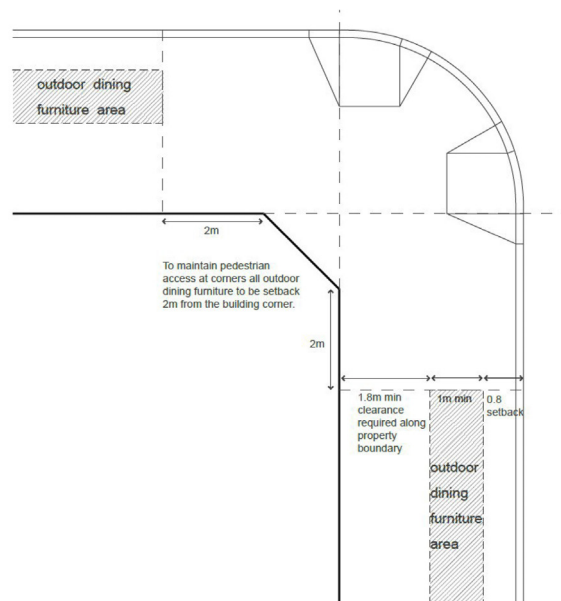 outdoor dining
furniture area
2m
To maintain pedestrian
access at corners all outdoor
dining furniture to be setback
2m from the building corner.
2m
1.8m min
clearance
required along
property
boundary
1m min
0.8
setback
outdoor
dining
furniture
area